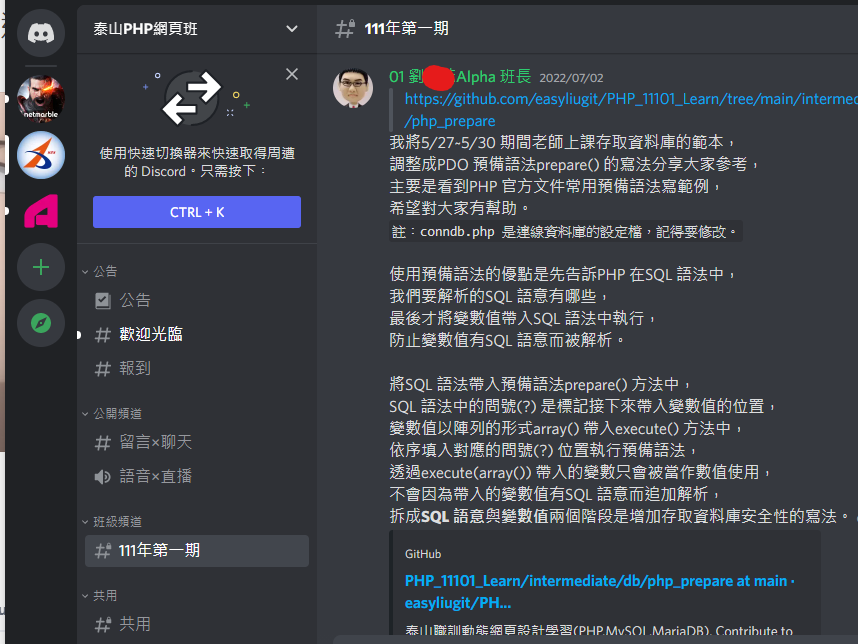 泰山PHP網頁班
使用快速切換器來快速取得周遭
的 Discord。只需按下：
CTRL + K
公告
公告
歡迎光臨
報到
公開頻道
留言×聊天
語音×直播
班級頻道
111年第一期
共用
共用
netmarble
111年第一期
01 劉 Alpha 班長 2022/07/02
https://github.com/easyliugit/PHP_11101_Learn/tree/main/intermed
/php_prepare
我將5/27~5/30 期間老師上課存取資料庫的範本，
調整成PDO 預備語法prepare() 的寫法分享大家參考，
主要是看到PHP 官方文件常用預備語法寫範例，
希望對大家有幫助。
註：conndb.php 是連線資料庫的設定檔，記得要修改。
使用預備語法的優點是先告訴PHP 在SQL 語法中，
我們要解析的SQL 語意有哪些，
最後才將變數值帶入SQL 語法中執行，
防止變數值有SQL 語意而被解析。
將SQL 語法帶入預備語法prepare() 方法中，
SQL 語法中的問號(?) 是標記接下來帶入變數值的位置，
變數值以陣列的形式array() 帶入execute() 方法中，
依序填入對應的問號(?) 位置執行預備語法，
透過execute(array()) 帶入的變數只會被當作數值使用，
不會因為帶入的變數值有SQL 語意而追加解析，
拆成SQL 語意與變數值兩個階段是增加存取資料庫安全性的寫法。
GitHub
PHP_11101_Learn/intermediate/db/php_prepare at main ·
easyliugit/PH...
泰山職訓動態網頁設計學習(PHP,MySQL,MariaDB). Contribute to